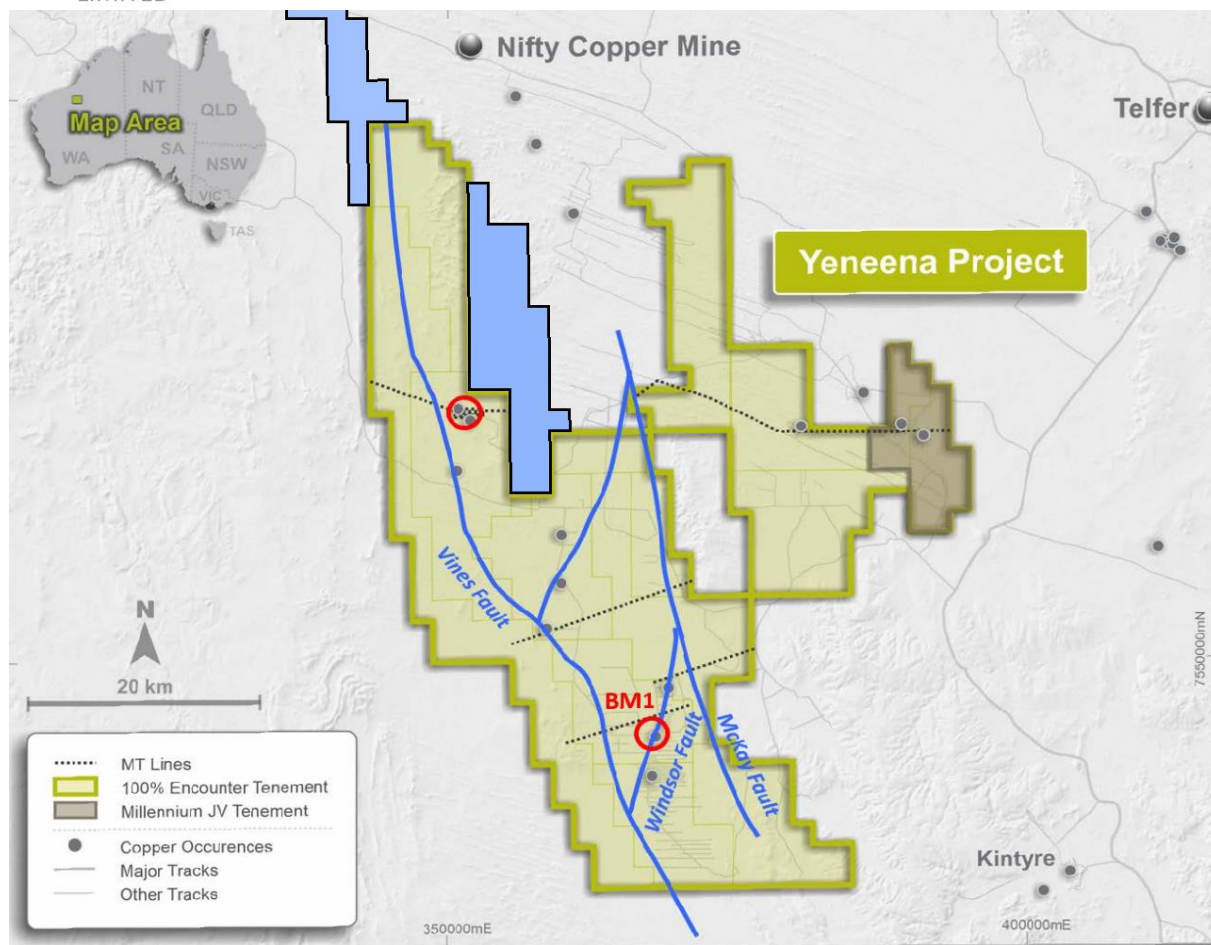 Nifty Copper Mine
Telfer
NT
QLD
Map Area
WA
SA
NSW
VIC
TAS
Yeneena Project
Vines Fault
N
20 km
BM1
Windsor Fault
McKay Fault
7550000mN
MT Lines
100% Encounter Tenement
Millennium JV Tenement
Copper Occurences
Major Tracks
Other Tracks
Kintyre
350000mE
400000mE